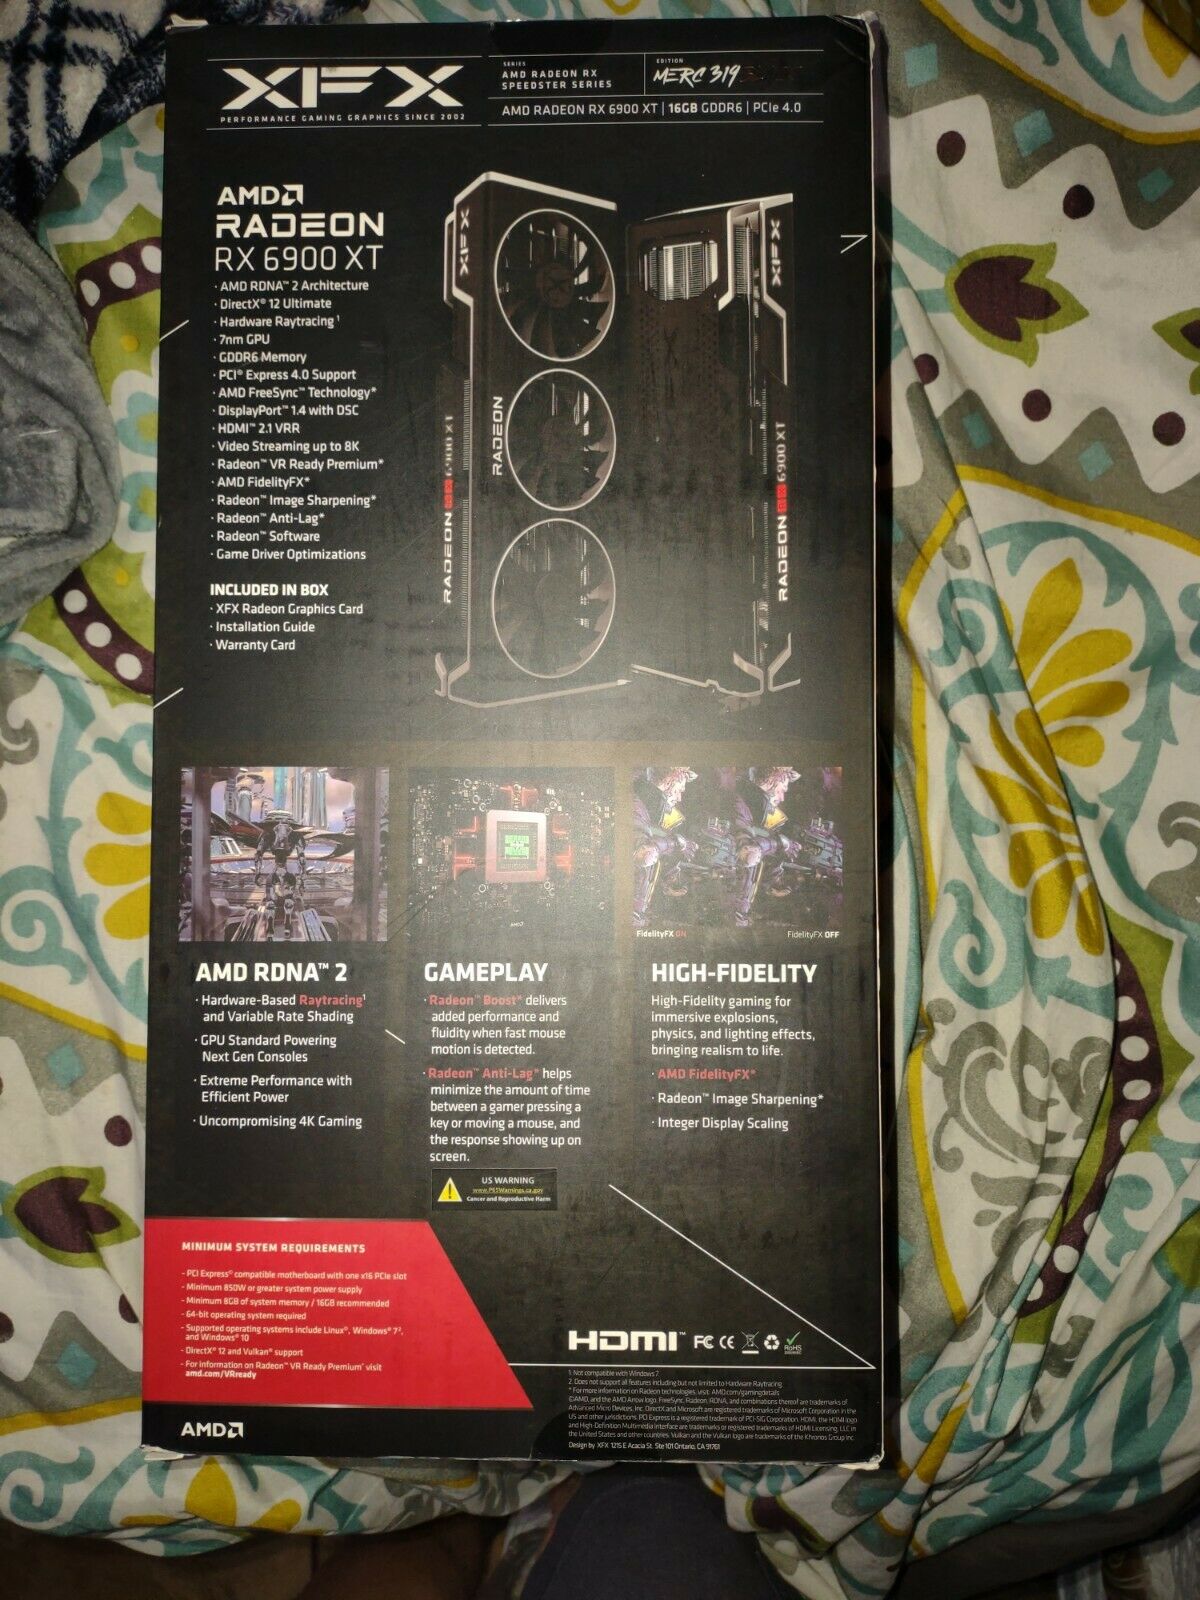 XFX
PERFORMANCE GAMING GRAPHICS SINCE 2002
SERIES
AMD RADEON RX
SPEEDSTER SERIES
EDITION
MERC 319
AMD RADEON RX 6900 XT | 16GB GDDR6 | PCIe 4.0
AMD
RADEON
RX 6900 XT
· AMD RDNA™ 2 Architecture
· DirectX® 12 Ultimate
· Hardware Raytracing ¹
· 7nm GPU
· GDDR6 Memory
· PCI® Express 4.0 Support
· AMD FreeSync™ Technology*
· DisplayPort™ 1.4 with DSC
· HDMI™ 2.1 VRR
· Video Streaming up to 8K
· Radeon™ VR Ready Premium*
· AMD FidelityFX*
· Radeon™ Image Sharpening*
· Radeon™ Anti-Lag*
· Radeon™ Software
· Game Driver Optimizations
INCLUDED IN BOX
· XFX Radeon Graphics Card
· Installation Guide
· Warranty Card
XFX
RADEON RX 6900 XT
RADEON
XFX
RADEON RX 6900 XT
AMD
FidelityFX ON
FidelityFX OFF
AMD RDNA™ 2
· Hardware-Based Raytracing¹
and Variable Rate Shading
· GPU Standard Powering
Next Gen Consoles
· Extreme Performance with
Efficient Power
· Uncompromising 4K Gaming
GAMEPLAY
· Radeon™ Boost* delivers
added performance and
fluidity when fast mouse
motion is detected.
· Radeon™ Anti-Lag* helps
minimize the amount of time
between a gamer pressing a
key or moving a mouse, and
the response showing up on
screen.
HIGH-FIDELITY
High-Fidelity gaming for
immersive explosions,
physics, and lighting effects,
bringing realism to life.
· AMD FidelityFX*
· Radeon™ Image Sharpening*
· Integer Display Scaling
US WARNING
www.P65Warnings.ca.gov
Cancer and Reproductive Harm
MINIMUM SYSTEM REQUIREMENTS
- PCI Express® compatible motherboard with one x16 PCIe slot
- Minimum 850W or greater system power supply
- Minimum 8GB of system memory / 16GB recommended
- 64-bit operating system required
- Supported operating systems include Linux®, Windows® 7²,
and Windows® 10
- DirectX® 12 and Vulkan® support
- For information on Radeon™ VR Ready Premium* visit
amd.com/VRready
AMD
HDMI™ FC CE RoHS
1. Not compatible with Windows 7
2. Does not support all features including but not limited to Hardware Raytracing
* For more information on Radeon technologies, visit: AMD.com/gamingdetails
©AMD, and the AMD Arrow logo, FreeSync, Radeon, RDNA, and combinations thereof are trademarks of
Advanced Micro Devices, Inc. DirectX and Microsoft are registered trademarks of Microsoft Corporation in the
US and other jurisdictions. PCI Express is a registered trademark of PCI-SIG Corporation. HDMI, the HDMI logo
and High-Definition Multimedia Interface are trademarks or registered trademarks of HDMI Licensing, LLC in
the United States and other countries. Vulkan and the Vulkan logo are trademarks of the Khronos Group Inc.
Design by XFX 1215 E Acacia St. Ste 101 Ontario, CA 91761